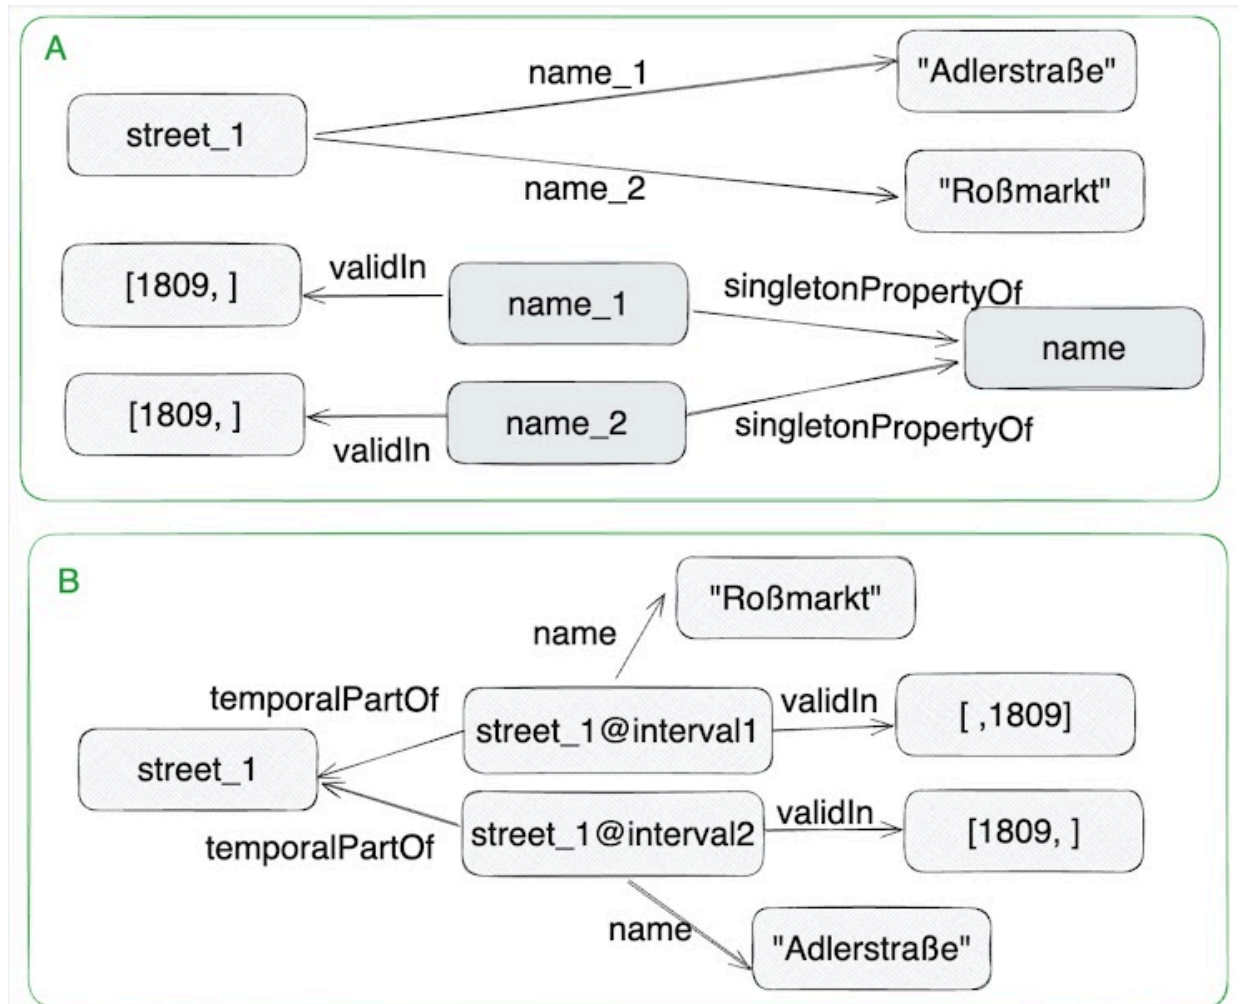 A
name_1
"Adlerstraße"
street_1
name_2
"Roßmarkt"
[1809, ]
validIn
name_1
singletonPropertyOf
name
[1809, ]
validIn
name_2
singletonPropertyOf
B
"Roßmarkt"
name
temporalPartOf
street_1@interval1
validIn
[ ,1809]
street_1
temporalPartOf
street_1@interval2
validIn
[1809, ]
name
"Adlerstraße"